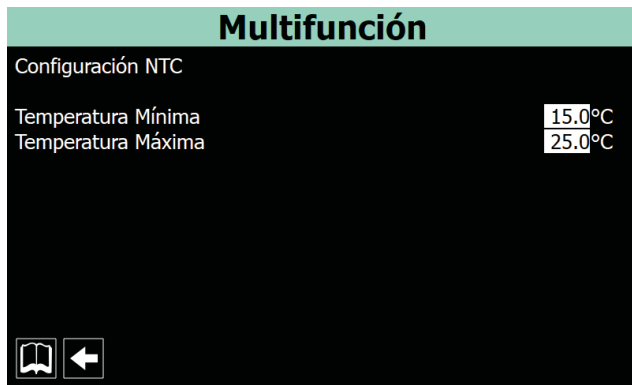 Multifunción
Configuración NTC
Temperatura Mínima 15.0°C
Temperatura Máxima 25.0°C